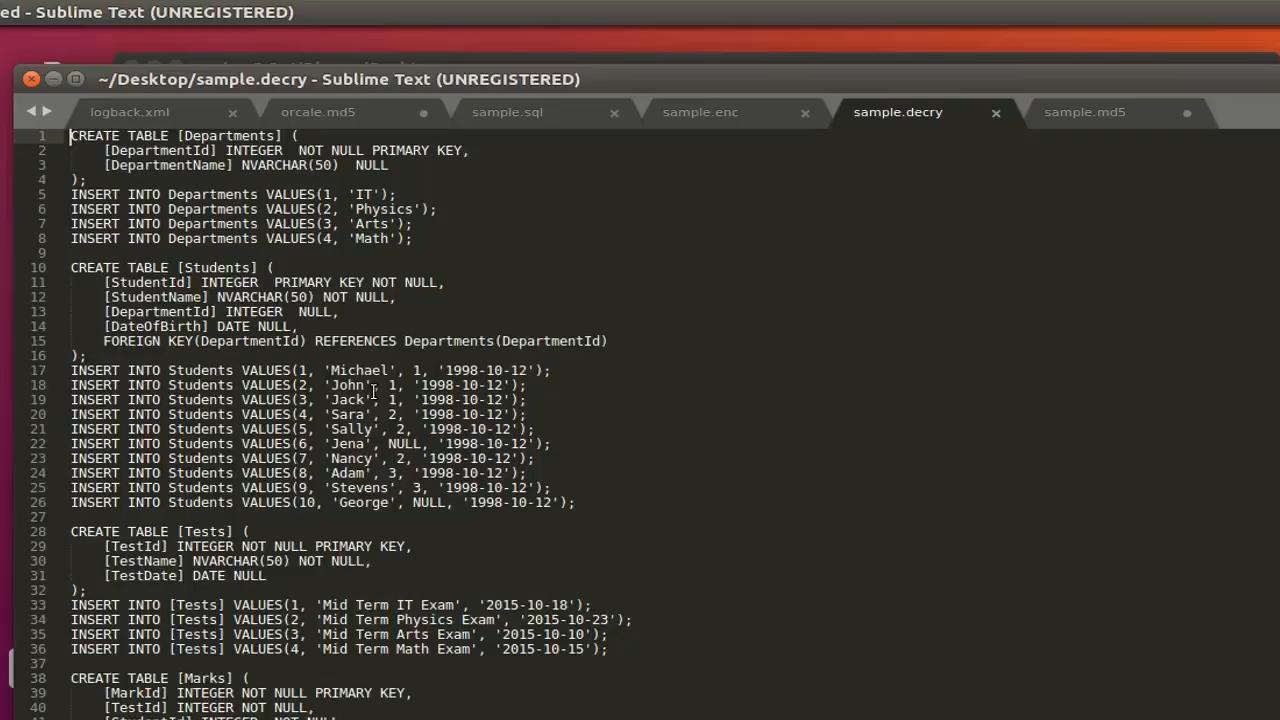 ed - Sublime Text (UNREGISTERED)
~/Desktop/sample.decry - Sublime Text (UNREGISTERED)
logback.xml orcale.md5 sample.sql sample.enc sample.decry sample.md5
1 CREATE TABLE [Departments] (
2 [DepartmentId] INTEGER  NOT NULL PRIMARY KEY,
3 [DepartmentName] NVARCHAR(50)  NULL
4 );
5 INSERT INTO Departments VALUES(1, 'IT');
6 INSERT INTO Departments VALUES(2, 'Physics');
7 INSERT INTO Departments VALUES(3, 'Arts');
8 INSERT INTO Departments VALUES(4, 'Math');
9
10 CREATE TABLE [Students] (
11 [StudentId] INTEGER  PRIMARY KEY NOT NULL,
12 [StudentName] NVARCHAR(50) NOT NULL,
13 [DepartmentId] INTEGER  NULL,
14 [DateOfBirth] DATE NULL,
15 FOREIGN KEY(DepartmentId) REFERENCES Departments(DepartmentId)
16 );
17 INSERT INTO Students VALUES(1, 'Michael', 1, '1998-10-12');
18 INSERT INTO Students VALUES(2, 'John', 1, '1998-10-12');
19 INSERT INTO Students VALUES(3, 'Jack', 1, '1998-10-12');
20 INSERT INTO Students VALUES(4, 'Sara', 2, '1998-10-12');
21 INSERT INTO Students VALUES(5, 'Sally', 2, '1998-10-12');
22 INSERT INTO Students VALUES(6, 'Jena', NULL, '1998-10-12');
23 INSERT INTO Students VALUES(7, 'Nancy', 2, '1998-10-12');
24 INSERT INTO Students VALUES(8, 'Adam', 3, '1998-10-12');
25 INSERT INTO Students VALUES(9, 'Stevens', 3, '1998-10-12');
26 INSERT INTO Students VALUES(10, 'George', NULL, '1998-10-12');
27
28 CREATE TABLE [Tests] (
29 [TestId] INTEGER NOT NULL PRIMARY KEY,
30 [TestName] NVARCHAR(50) NOT NULL,
31 [TestDate] DATE NULL
32 );
33 INSERT INTO [Tests] VALUES(1, 'Mid Term IT Exam', '2015-10-18');
34 INSERT INTO [Tests] VALUES(2, 'Mid Term Physics Exam', '2015-10-23');
35 INSERT INTO [Tests] VALUES(3, 'Mid Term Arts Exam', '2015-10-10');
36 INSERT INTO [Tests] VALUES(4, 'Mid Term Math Exam', '2015-10-15');
37
38 CREATE TABLE [Marks] (
39 [MarkId] INTEGER NOT NULL PRIMARY KEY,
40 [TestId] INTEGER NOT NULL,